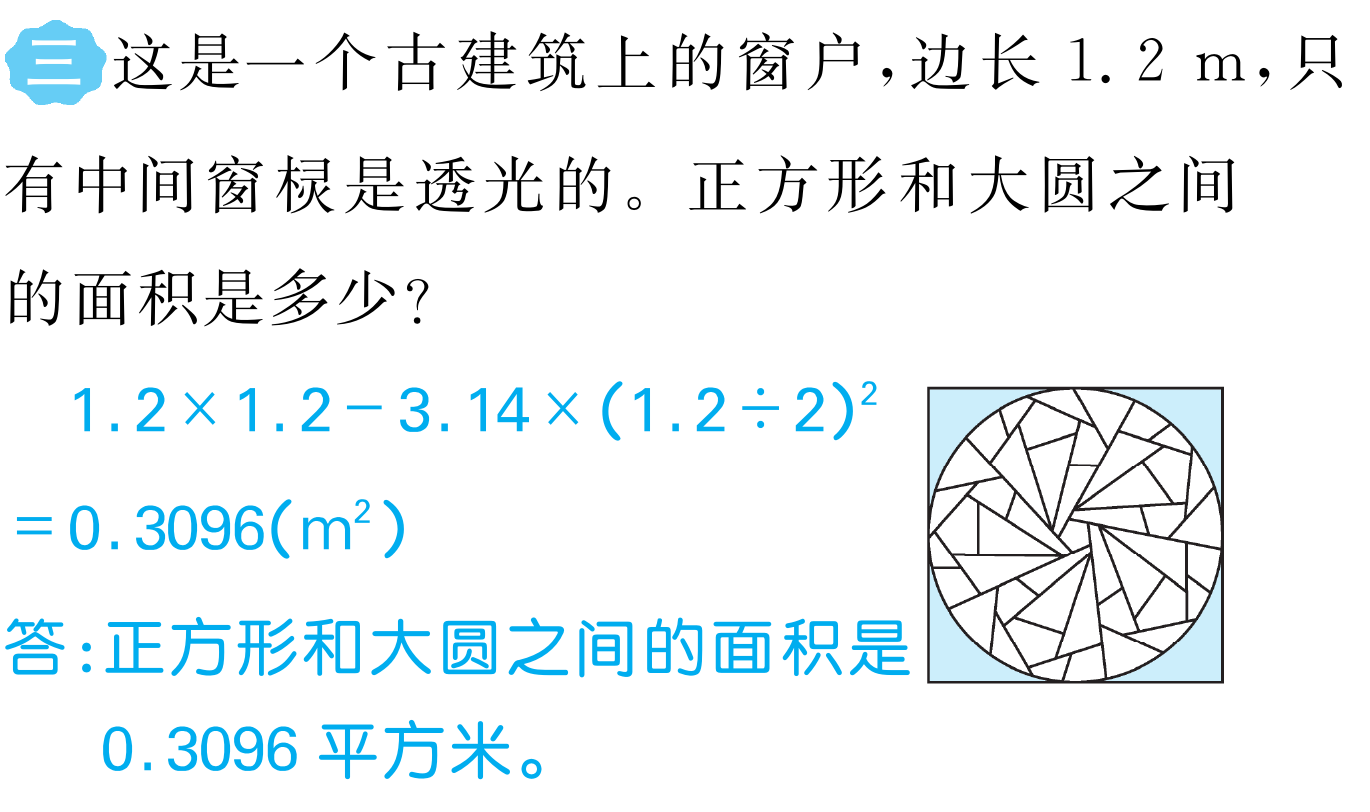 三 这是一个古建筑上的窗户,边长 1.2 m,只
有中间窗棂是透光的。正方形和大圆之间
的面积是多少?
1.2×1.2-3.14×(1.2÷2)²
=0.3096(m²)
答:正方形和大圆之间的面积是
0.3096 平方米。